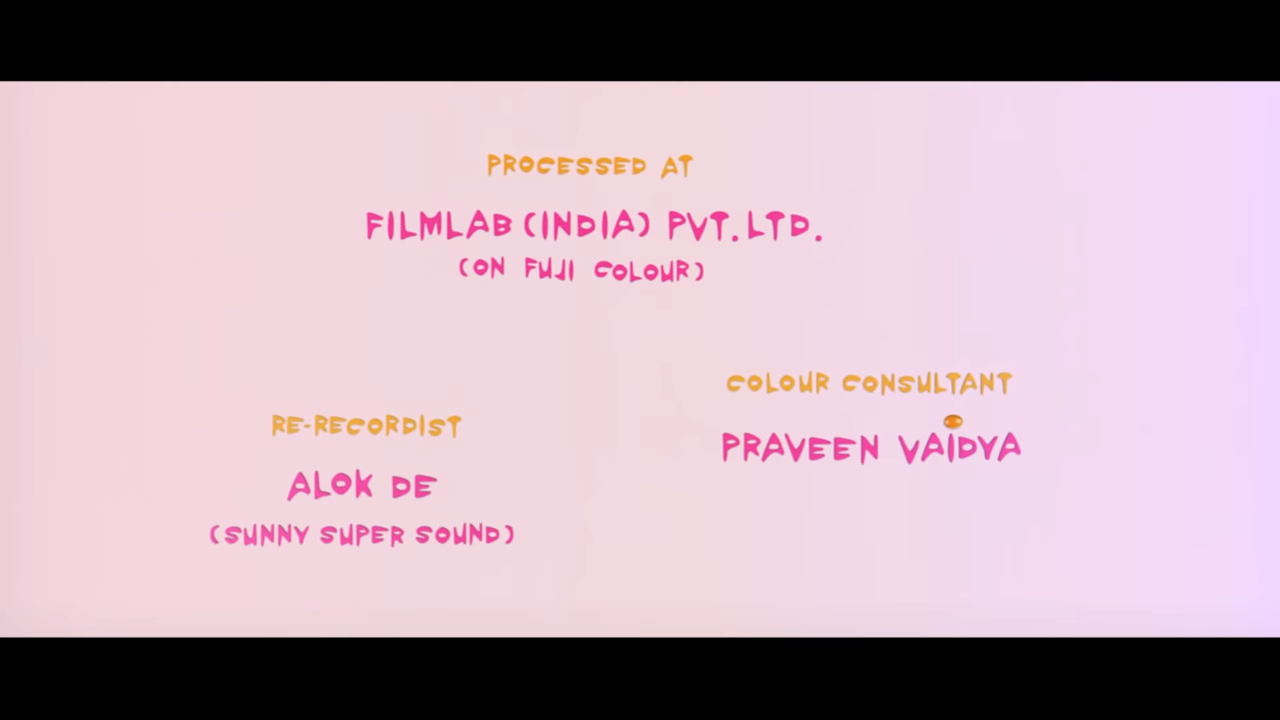 PROCESSED AT
FILMLAB (INDIA) PVT. LTD.
(ON FUJI COLOUR)
COLOUR CONSULTANT
PRAVEEN VAIDYA
RE-RECORDIST
ALOK DE
(SUNNY SUPER SOUND)